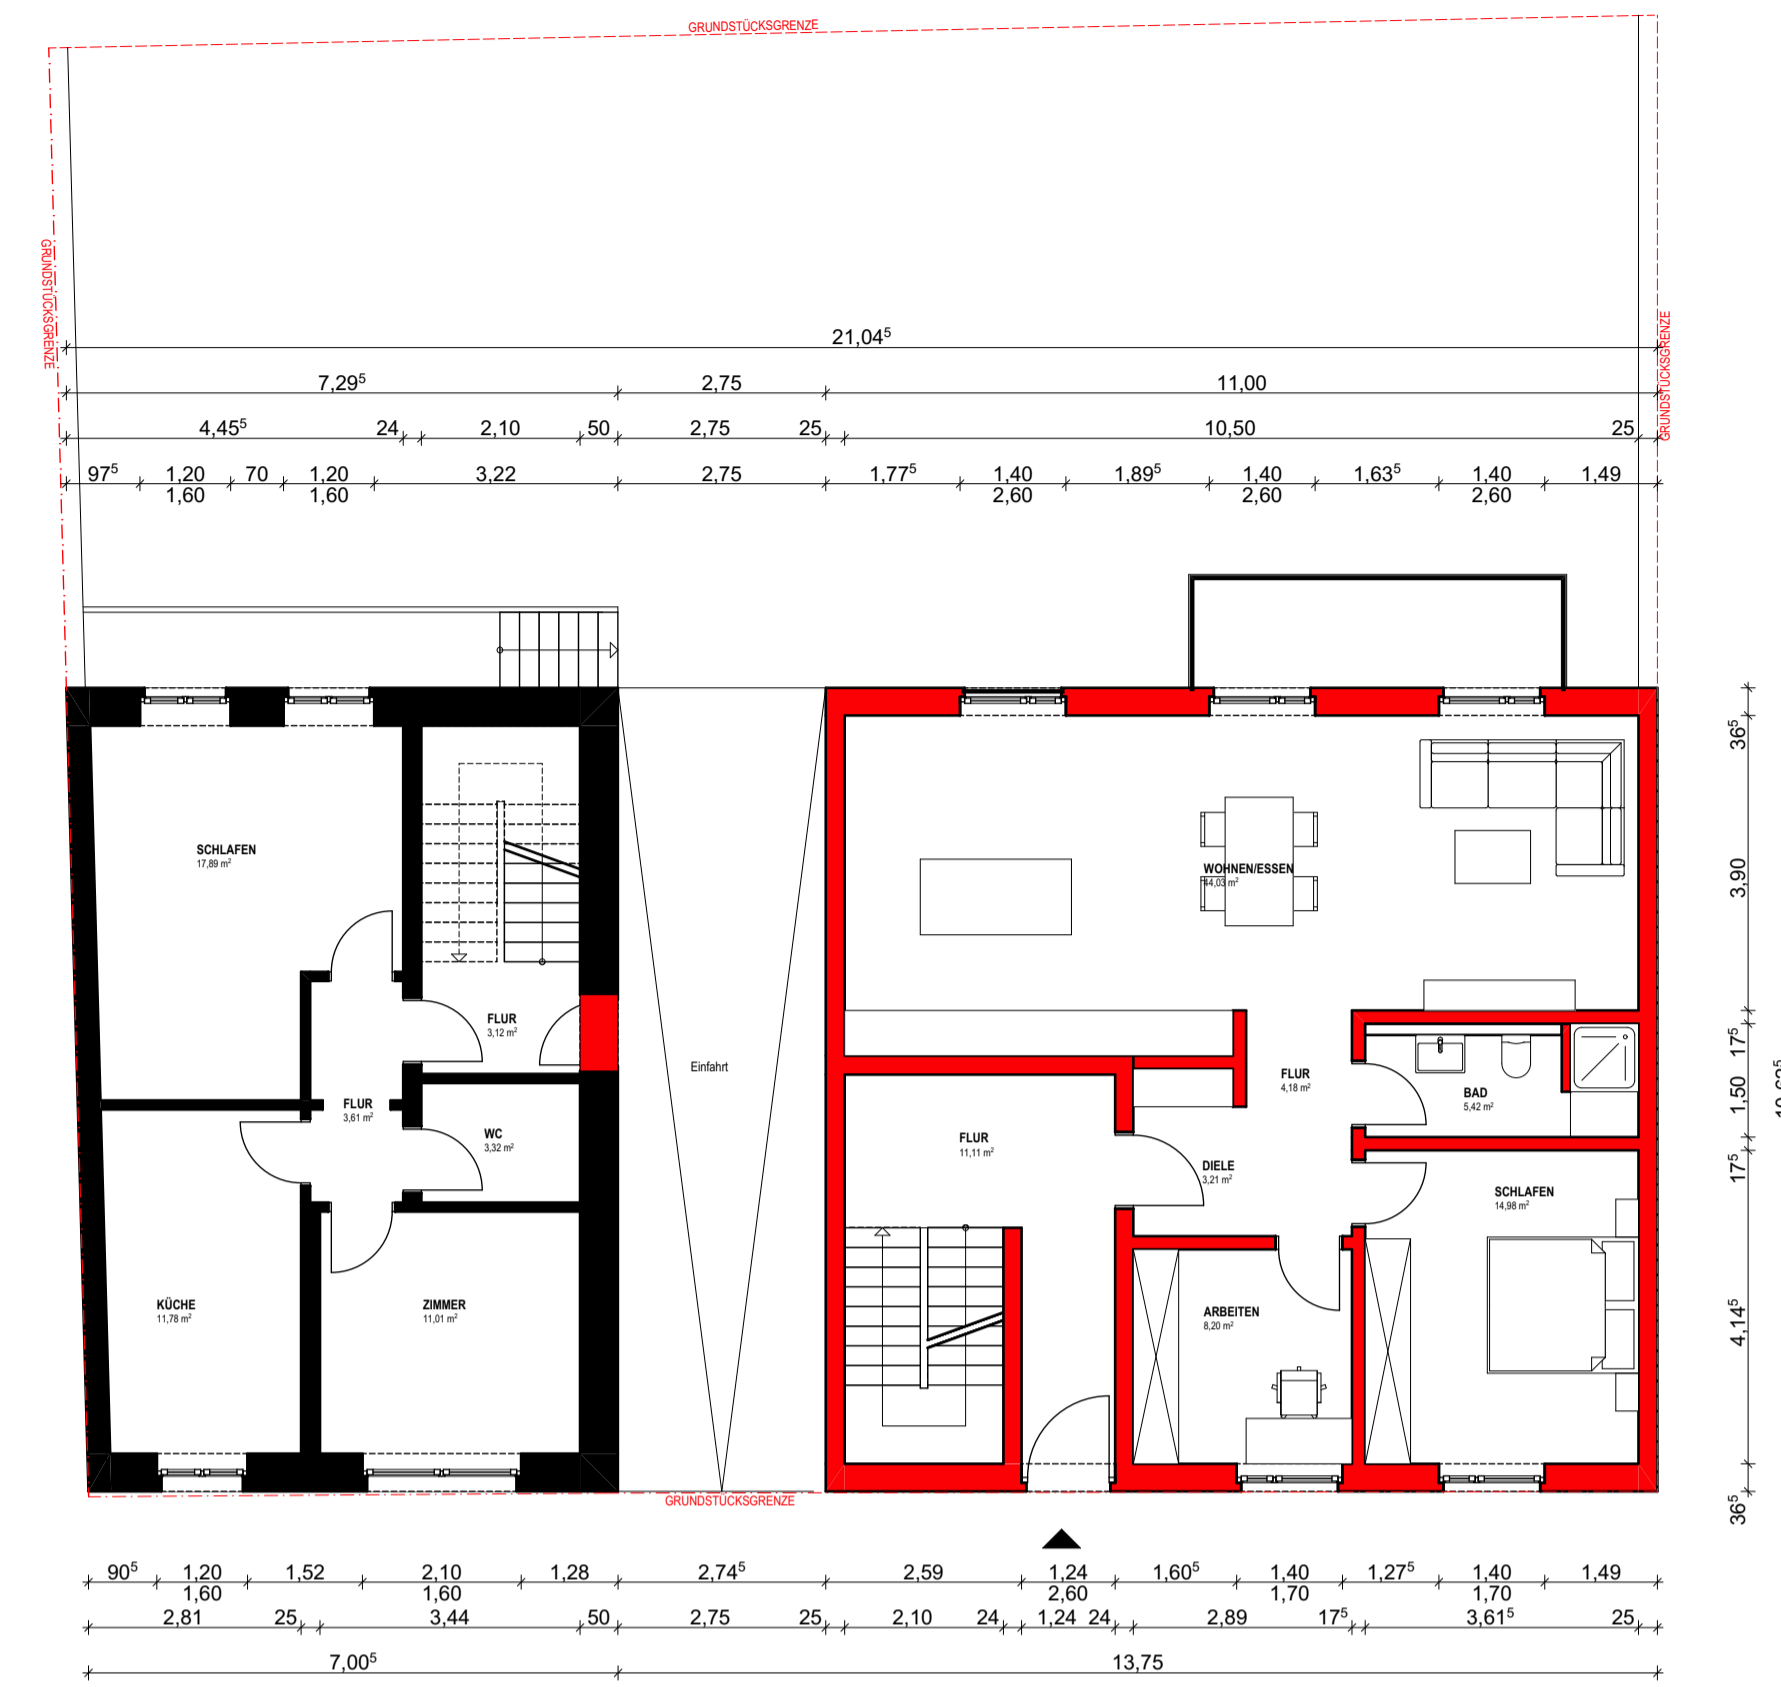 GRUNDSTÜCKSGRENZE
GRUNDSTÜCKSGRENZE
GRUNDSTÜCKSGRENZE
21,04⁵
7,29⁵ 2,75 11,00
4,45⁵ 24 2,10 50 2,75 25 10,50 25
97⁵ 1,20 70 1,20 3,22 2,75 1,77⁵ 1,40 1,89⁵ 1,40 1,63⁵ 1,40 1,49
1,60 1,60 2,60 2,60 2,60
36⁵
3,90
17⁵
1,50
17⁵
4,14⁵
36⁵
SCHLAFEN
17,89 m²
WOHNEN/ESSEN
44,03 m²
FLUR
3,12 m²
Einfahrt
FLUR
4,18 m²
BAD
5,42 m²
FLUR
3,61 m²
WC
3,32 m²
FLUR
11,11 m²
DIELE
3,21 m²
SCHLAFEN
14,98 m²
KÜCHE
11,78 m²
ZIMMER
11,01 m²
ARBEITEN
8,20 m²
GRUNDSTÜCKSGRENZE
90⁵ 1,20 1,52 2,10 1,28 2,74⁵ 2,59 1,24 1,60⁵ 1,40 1,27⁵ 1,40 1,49
1,60 1,60 2,60 1,70 1,70
2,81 25 3,44 50 2,75 25 2,10 24 1,24 24 2,89 17⁵ 3,61⁵ 25
7,00⁵ 13,75